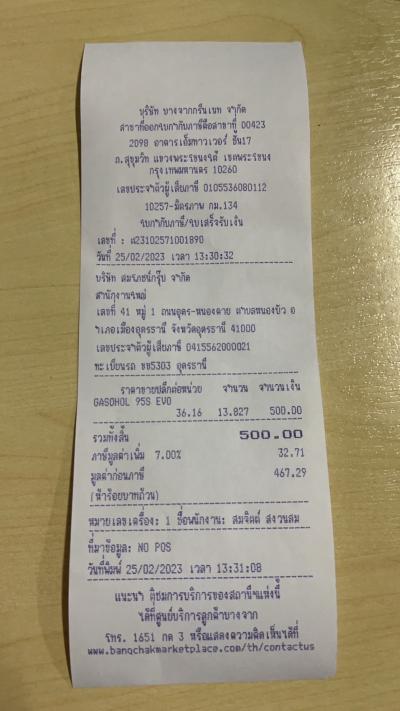 บริษัท บางจากกรีนเนท จำกัด
สาขาที่ออกใบกำกับภาษีคือสาขาที่ 00423
2098 อาคารเอ็มทาวเวอร์ ชั้น17
ถ.สุขุมวิท แขวงพระโขนงใต้ เขตพระโขนง
กรุงเทพมหานคร 10260
เลขประจำตัวผู้เสียภาษี 0105536080112
10257-มิตรภาพ กม.134
ใบกำกับภาษี/ใบเสร็จรับเงิน
เลขที่ : #23102571001890
วันที่ 25/02/2023 เวลา 13:30:32
บริษัท สมโภชน์กรุ๊ป จำกัด
สำนักงานใหญ่
เลขที่ 41 หมู่ 1 ถนนอุดร-หนองคาย ตำบลหนองบัว อ
ำเภอเมืองอุดรธานี จังหวัดอุดรธานี 41000
เลขประจำตัวผู้เสียภาษี 0415562000021
ทะเบียนรถ ขข5303 อุดรธานี
ราคาขายปลีกต่อหน่วย จำนวน จำนวนเงิน
GASOHOL 95S EVO
36.16 13.827 500.00
รวมทั้งสิ้น 500.00
ภาษีมูลค่าเพิ่ม 7.00% 32.71
มูลค่าก่อนภาษี 467.29
(ห้าร้อยบาทถ้วน)
หมายเลขเครื่อง: 1 ชื่อพนักงาน: สมจิตต์ สงวนสม
ที่มาข้อมูล: NO POS
วันที่พิมพ์ 25/02/2023 เวลา 13:31:08
แนะนำ ติชมการบริการของสถานีฯแห่งนี้
ได้ที่ศูนย์บริการลูกค้าบางจาก
โทร. 1651 กด 3 หรือแสดงความคิดเห็นได้ที่
www.bangchakmarketplace.com/th/contactus